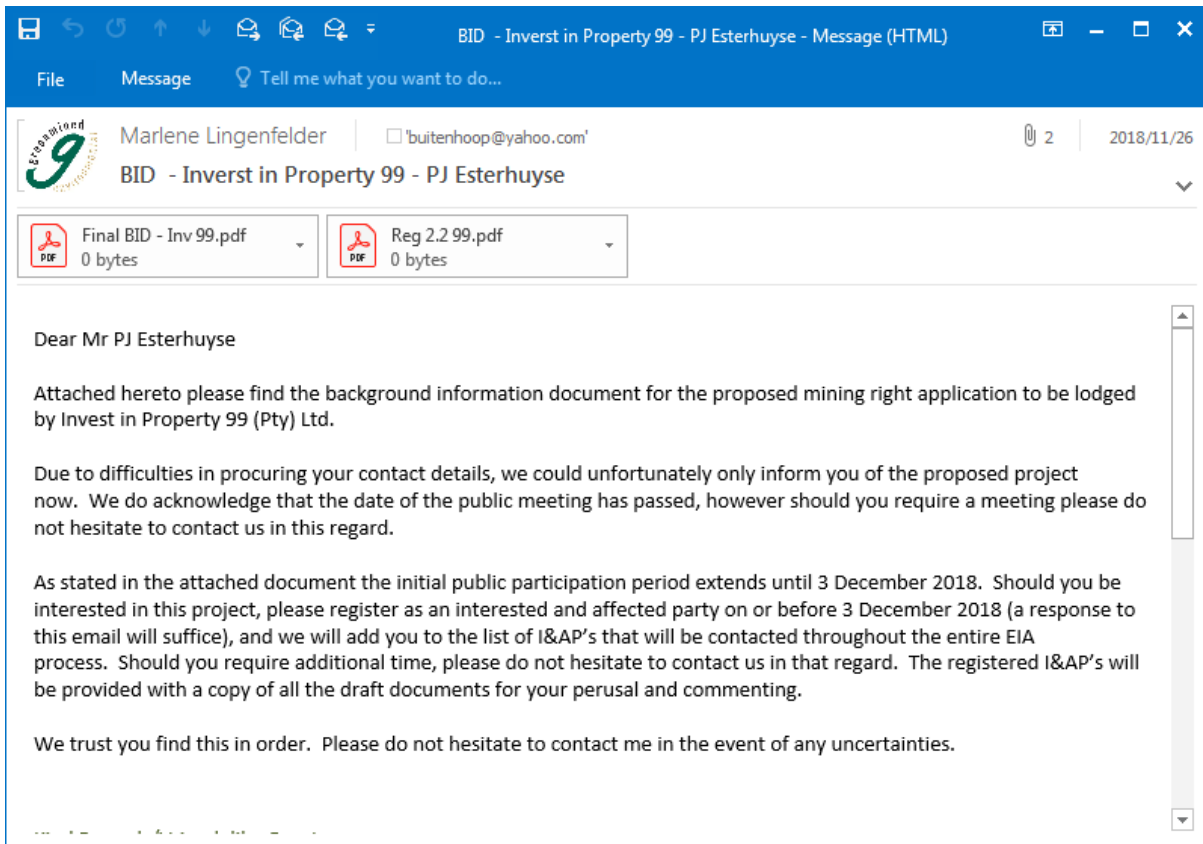 BID - Inverst in Property 99 - PJ Esterhuyse - Message (HTML)
File Message Tell me what you want to do...
greenmined
Marlene Lingenfelder 'buitenhoop@yahoo.com' 2 2018/11/26
BID - Inverst in Property 99 - PJ Esterhuyse
Final BID - Inv 99.pdf
0 bytes
Reg 2.2 99.pdf
0 bytes
PDF
PDF
Dear Mr PJ Esterhuyse
Attached hereto please find the background information document for the proposed mining right application to be lodged
by Invest in Property 99 (Pty) Ltd.
Due to difficulties in procuring your contact details, we could unfortunately only inform you of the proposed project
now. We do acknowledge that the date of the public meeting has passed, however should you require a meeting please do
not hesitate to contact us in this regard.
As stated in the attached document the initial public participation period extends until 3 December 2018. Should you be
interested in this project, please register as an interested and affected party on or before 3 December 2018 (a response to
this email will suffice), and we will add you to the list of I&AP's that will be contacted throughout the entire EIA
process. Should you require additional time, please do not hesitate to contact us in that regard. The registered I&AP's will
be provided with a copy of all the draft documents for your perusal and commenting.
We trust you find this in order. Please do not hesitate to contact me in the event of any uncertainties.